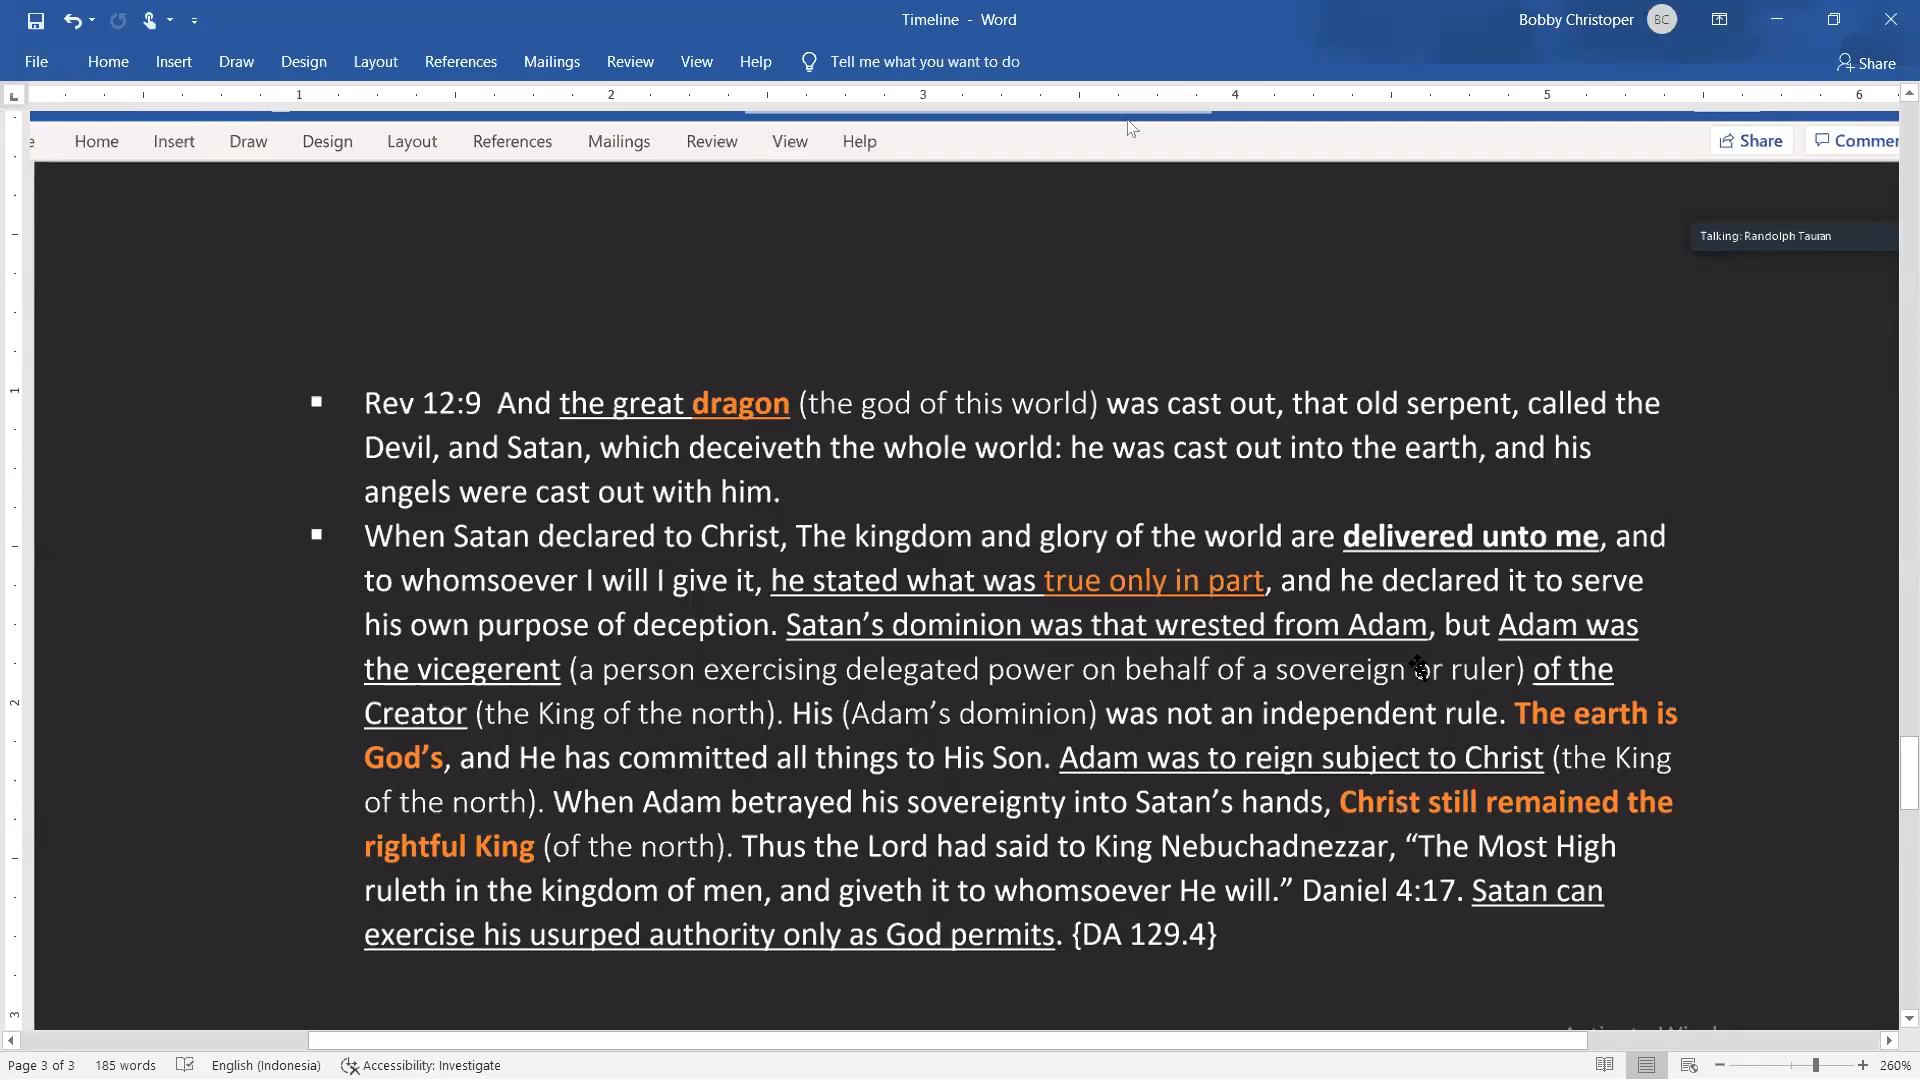 Timeline - Word
Bobby Christoper BC
File Home Insert Draw Design Layout References Mailings Review View Help Tell me what you want to do Share
1 2 3 4 5 6
Home Insert Draw Design Layout References Mailings Review View Help Share
Talking: Randolph Tauran
Rev 12:9 And the great dragon (the god of this world) was cast out, that old serpent, called the
Devil, and Satan, which deceiveth the whole world: he was cast out into the earth, and his
angels were cast out with him.
When Satan declared to Christ, The kingdom and glory of the world are delivered unto me, and
to whomsoever I will I give it, he stated what was true only in part, and he declared it to serve
his own purpose of deception. Satan’s dominion was that wrested from Adam, but Adam was
the vicegerent (a person exercising delegated power on behalf of a sovereign or ruler) of the
Creator (the King of the north). His (Adam’s dominion) was not an independent rule. The earth is
God’s, and He has committed all things to His Son. Adam was to reign subject to Christ (the King
of the north). When Adam betrayed his sovereignty into Satan’s hands, Christ still remained the
rightful King (of the north). Thus the Lord had said to King Nebuchadnezzar, “The Most High
ruleth in the kingdom of men, and giveth it to whomsoever He will.” Daniel 4:17. Satan can
exercise his usurped authority only as God permits. {DA 129.4}
1
2
3
Page 3 of 3 185 words English (Indonesia) Accessibility: Investigate 260%